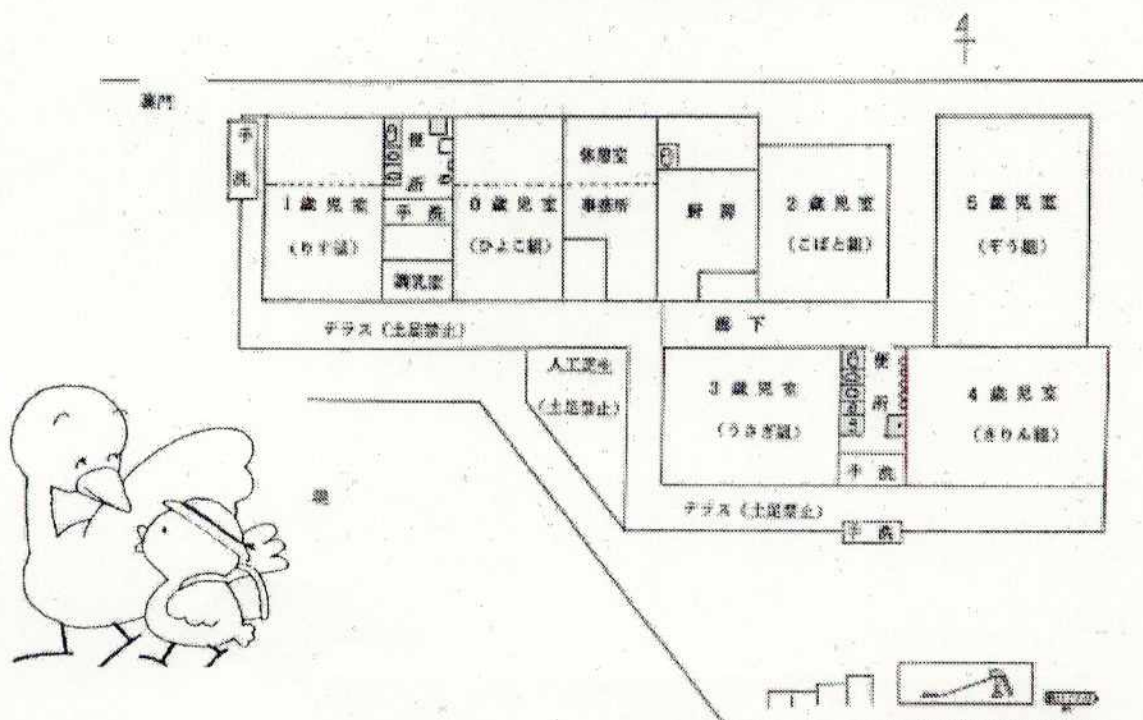 裏門
手洗
1歳児室
(りす組)
便所
手洗
調乳室
0歳児室
(ひよこ組)
休憩室
事務所
厨房
2歳児室
(こばと組)
5歳児室
(ぞう組)
テラス(土足禁止)
廊下
人工芝生
(土足禁止)
3歳児室
(うさぎ組)
便所
手洗
4歳児室
(きりん組)
テラス(土足禁止)
手洗